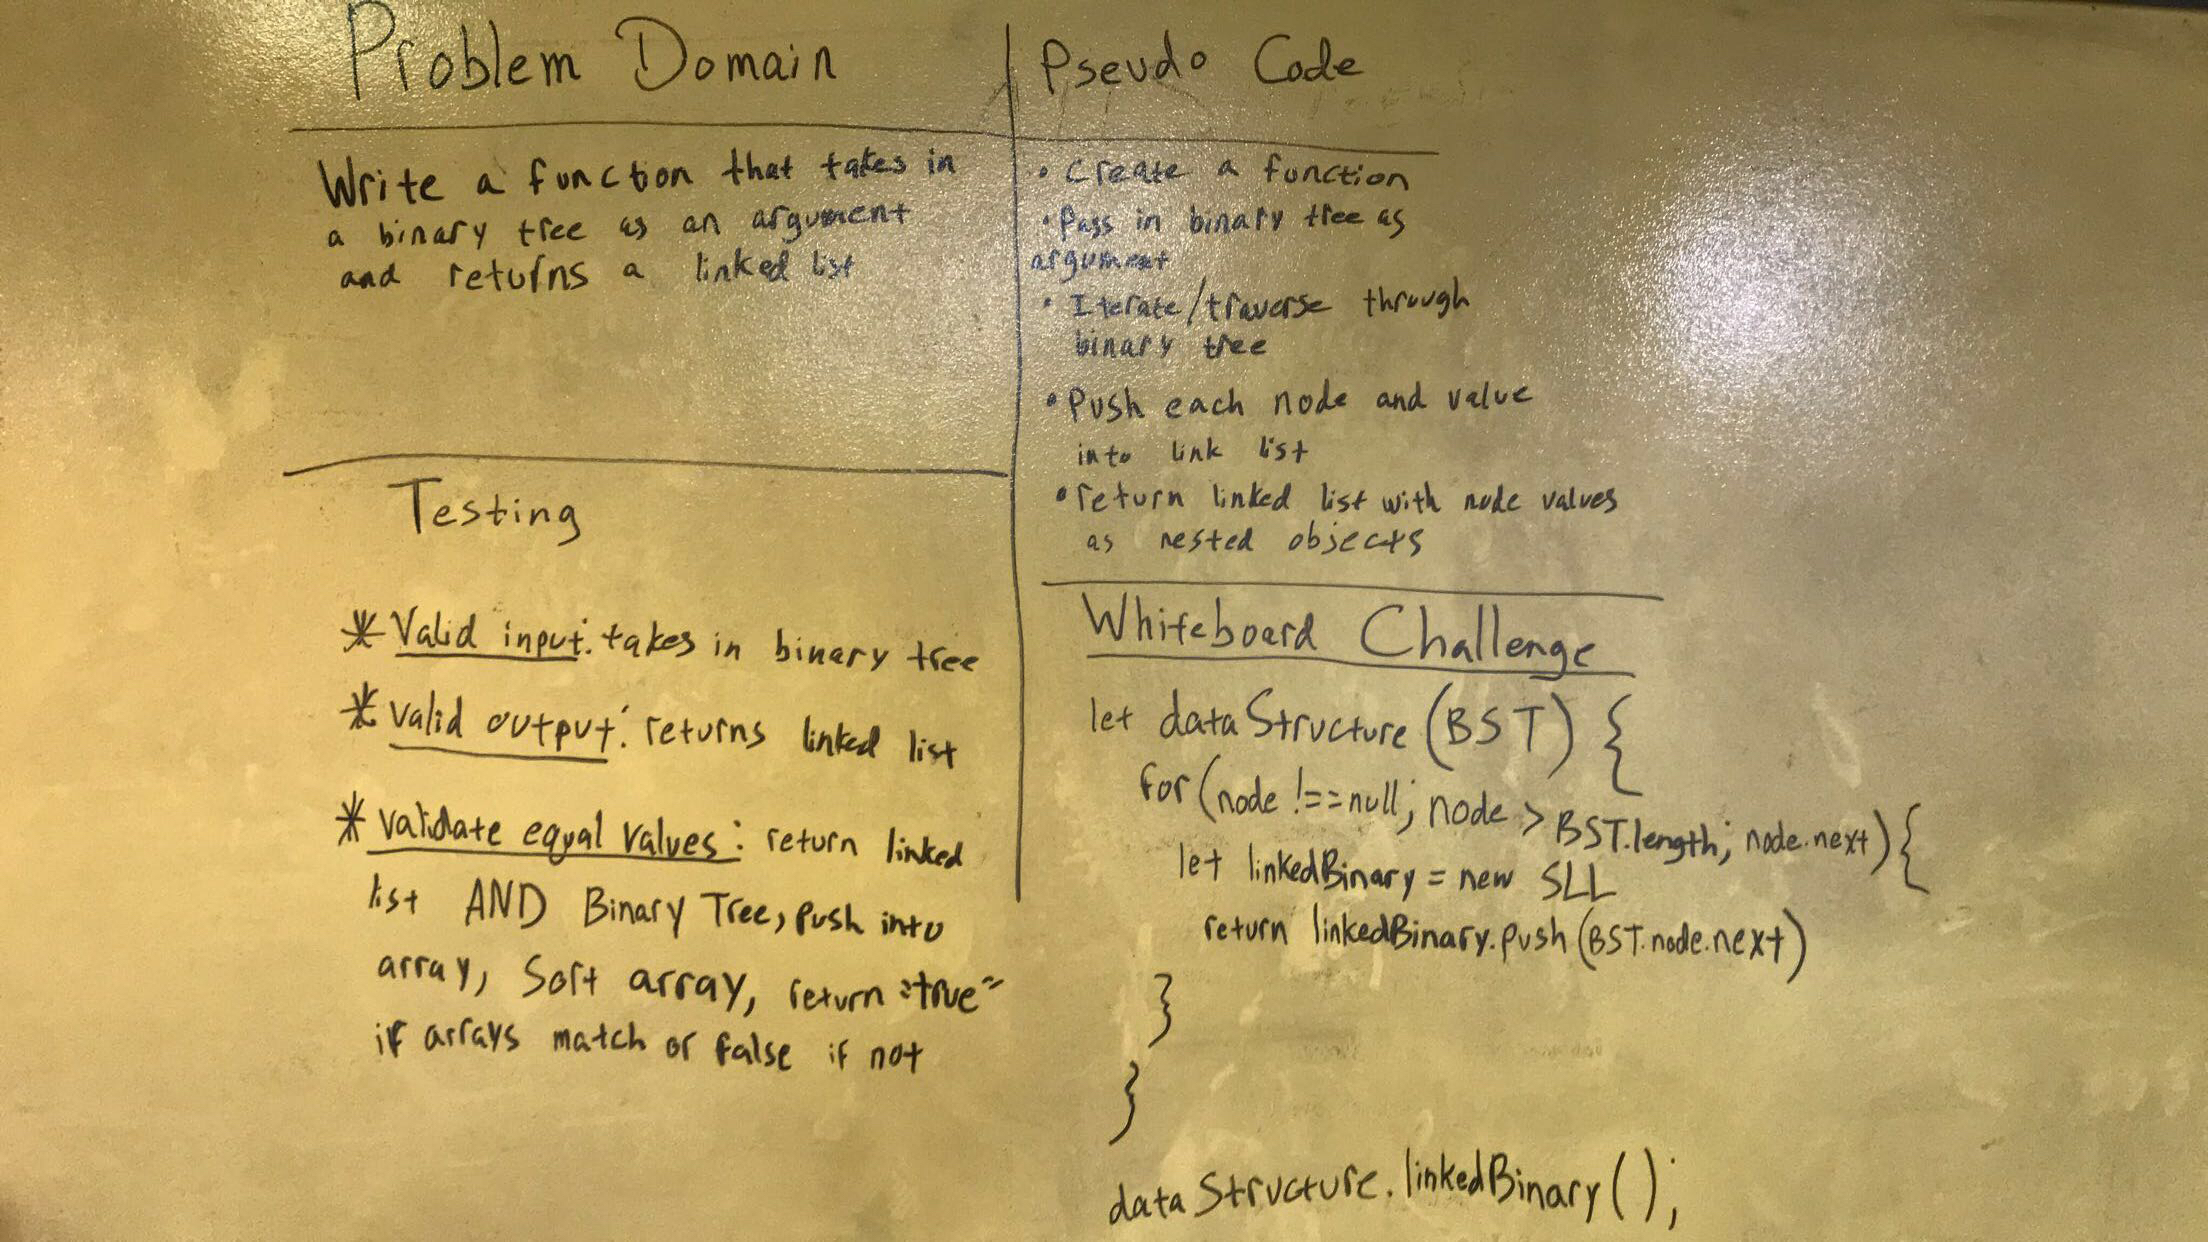 Problem Domain
Write a function that takes in
a binary tree as an argument
and returns a linked list
Testing
* Valid input: takes in binary tree
* Valid output: returns linked list
* Validate equal values: return linked
list AND Binary Tree, push into
array, Sort array, return "true"
if arrays match or false if not
Pseudo Code
• Create a function
• Pass in binary tree as
argument
• Iterate/traverse through
binary tree
• Push each node and value
into link list
• return linked list with node values
as nested objects
Whiteboard Challenge
let dataStructure (BST) {
for (node !== null; node > BST.length; node.next) {
let linkedBinary = new SLL
return linkedBinary.push (BST.node.next)
}
}
dataStructure.linkedBinary();